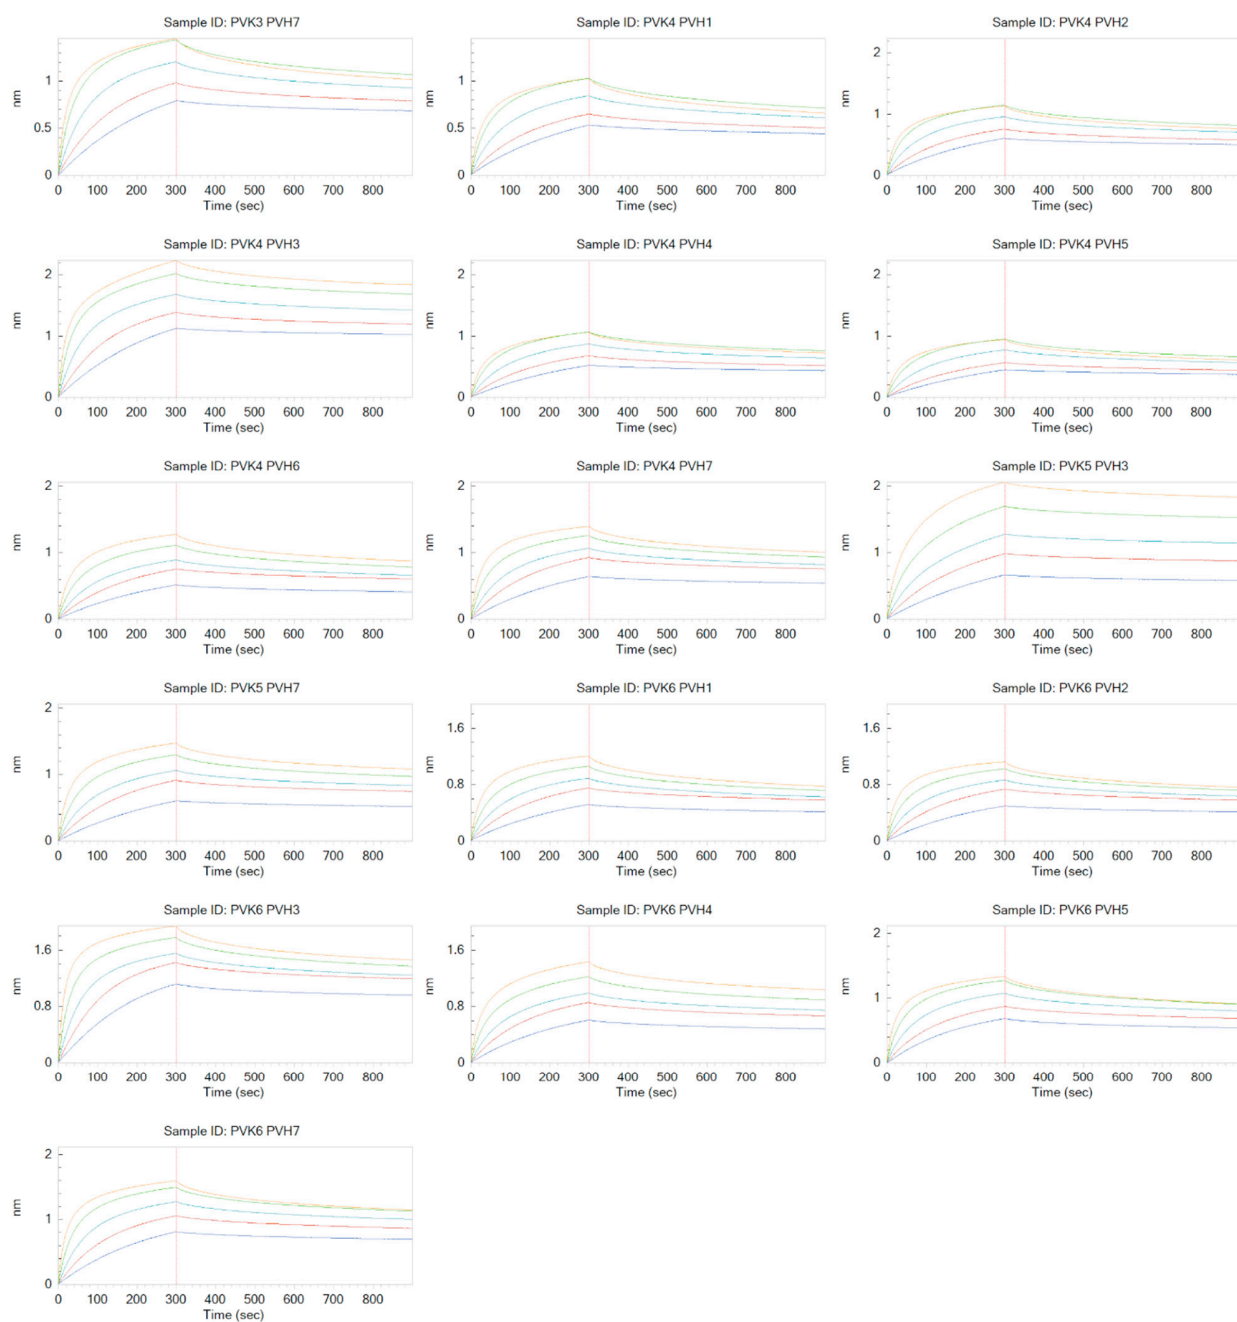 Sample ID: PVK3 PVH7
Sample ID: PVK4 PVH1
Sample ID: PVK4 PVH2
nm
1
0.5
0
0 100 200 300 400 500 600 700 800
Time (sec)
nm
1
0.5
0
0 100 200 300 400 500 600 700 800
Time (sec)
nm
2
1
0
0 100 200 300 400 500 600 700 800
Time (sec)
Sample ID: PVK4 PVH3
Sample ID: PVK4 PVH4
Sample ID: PVK4 PVH5
nm
2
1
0
0 100 200 300 400 500 600 700 800
Time (sec)
nm
2
1
0
0 100 200 300 400 500 600 700 800
Time (sec)
nm
2
1
0
0 100 200 300 400 500 600 700 800
Time (sec)
Sample ID: PVK4 PVH6
Sample ID: PVK4 PVH7
Sample ID: PVK5 PVH3
nm
2
1
0
0 100 200 300 400 500 600 700 800
Time (sec)
nm
2
1
0
0 100 200 300 400 500 600 700 800
Time (sec)
nm
2
1
0
0 100 200 300 400 500 600 700 800
Time (sec)
Sample ID: PVK5 PVH7
Sample ID: PVK6 PVH1
Sample ID: PVK6 PVH2
nm
2
1
0
0 100 200 300 400 500 600 700 800
Time (sec)
nm
1.6
0.8
0
0 100 200 300 400 500 600 700 800
Time (sec)
nm
1.6
0.8
0
0 100 200 300 400 500 600 700 800
Time (sec)
Sample ID: PVK6 PVH3
Sample ID: PVK6 PVH4
Sample ID: PVK6 PVH5
nm
1.6
0.8
0
0 100 200 300 400 500 600 700 800
Time (sec)
nm
1.6
0.8
0
0 100 200 300 400 500 600 700 800
Time (sec)
nm
2
1
0
0 100 200 300 400 500 600 700 800
Time (sec)
Sample ID: PVK6 PVH7
nm
2
1
0
0 100 200 300 400 500 600 700 800
Time (sec)